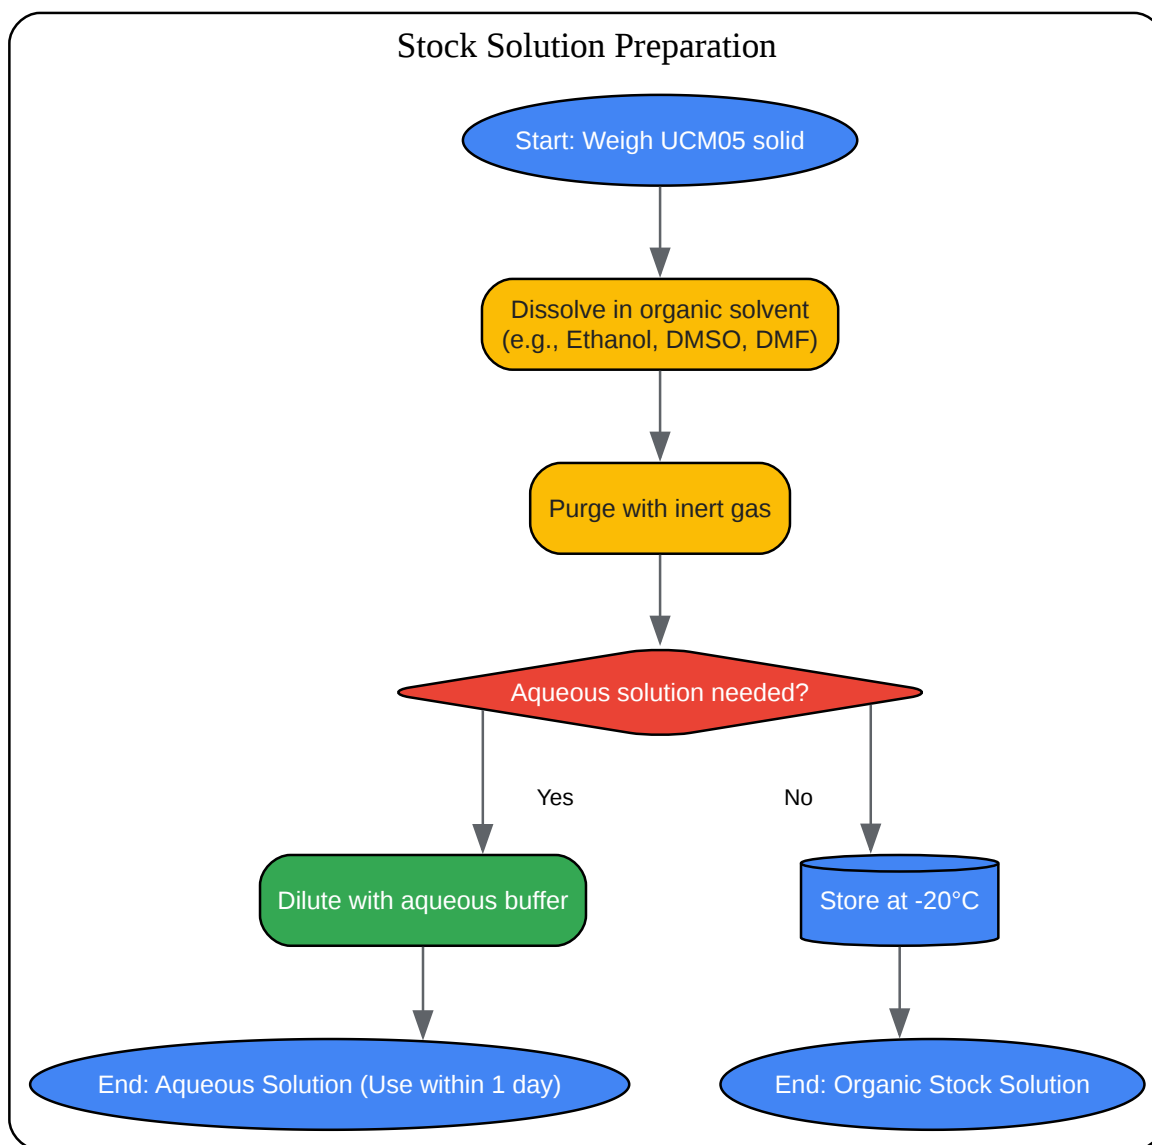 Stock Solution Preparation
Start: Weigh UCM05 solid
Dissolve in organic solvent
(e.g., Ethanol, DMSO, DMF)
Purge with inert gas
Aqueous solution needed?
Yes
No
Dilute with aqueous buffer
Store at -20°C
End: Aqueous Solution (Use within 1 day)
End: Organic Stock Solution